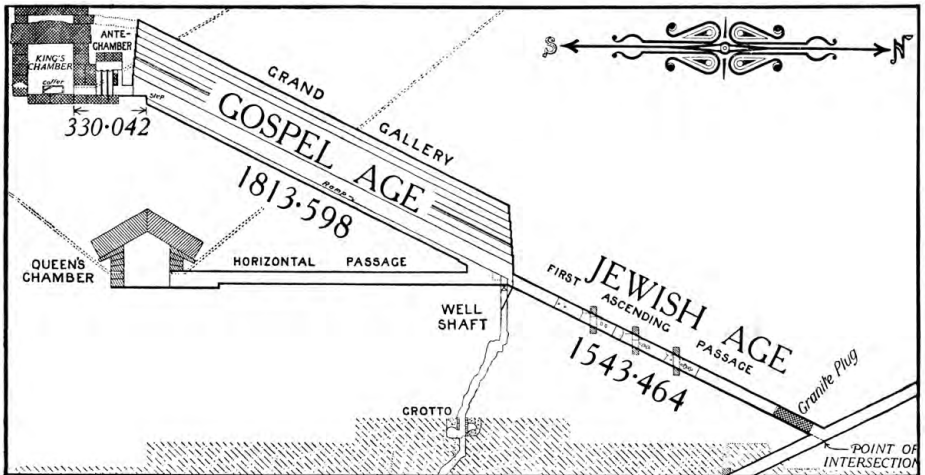 ANTE-
CHAMBER
KING'S
CHAMBER
coffer
Step
330·042
S
N
GRAND
GALLERY
GOSPEL AGE
1813·598
Ramp
QUEEN'S
CHAMBER
HORIZONTAL PASSAGE
WELL
SHAFT
JEWISH AGE
FIRST
ASCENDING
PASSAGE
1543·464
Granite Plug
GROTTO
POINT OF
INTERSECTION